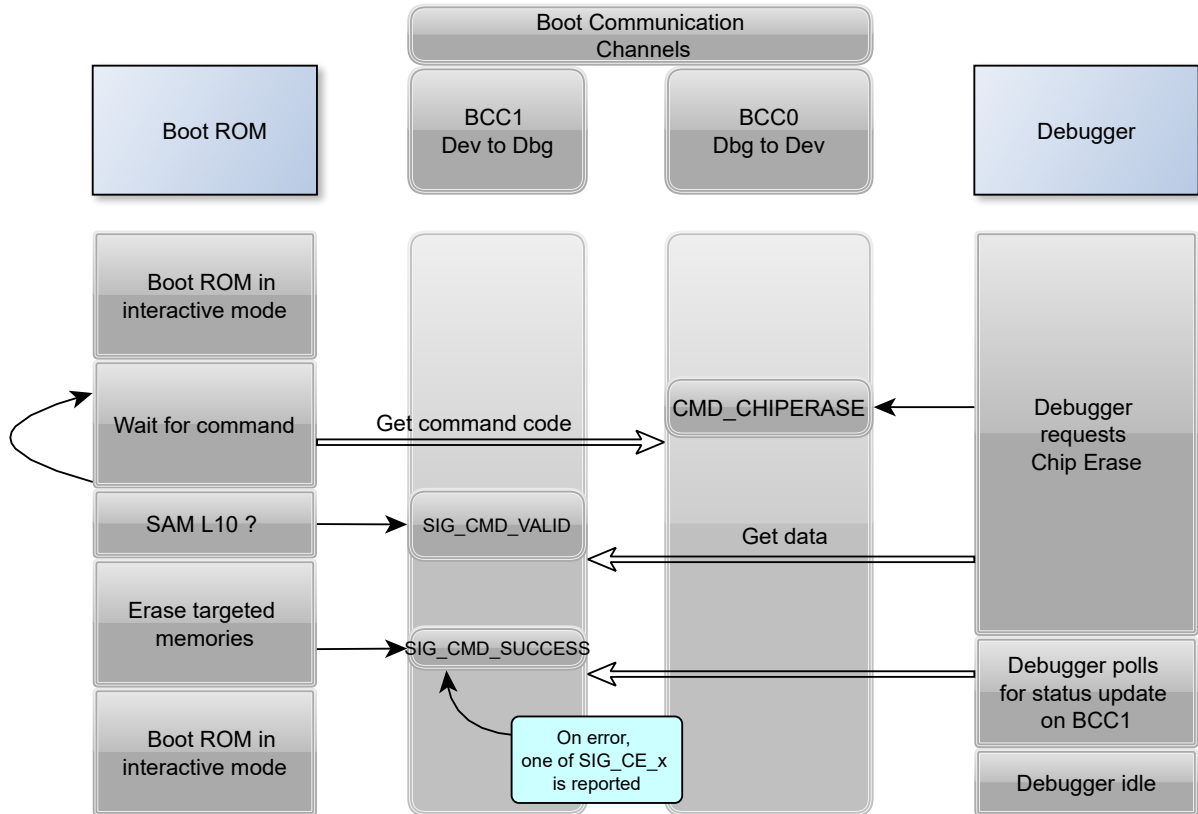 Boot Communication
Channels
Boot ROM
BCC1
Dev to Dbg
BCC0
Dbg to Dev
Debugger
Boot ROM in
interactive mode
Wait for command
Get command code
CMD_CHIPERASE
Debugger
requests
Chip Erase
SAM L10 ?
SIG_CMD_VALID
Get data
Erase targeted
memories
SIG_CMD_SUCCESS
Debugger polls
for status update
on BCC1
Boot ROM in
interactive mode
On error,
one of SIG_CE_x
is reported
Debugger idle